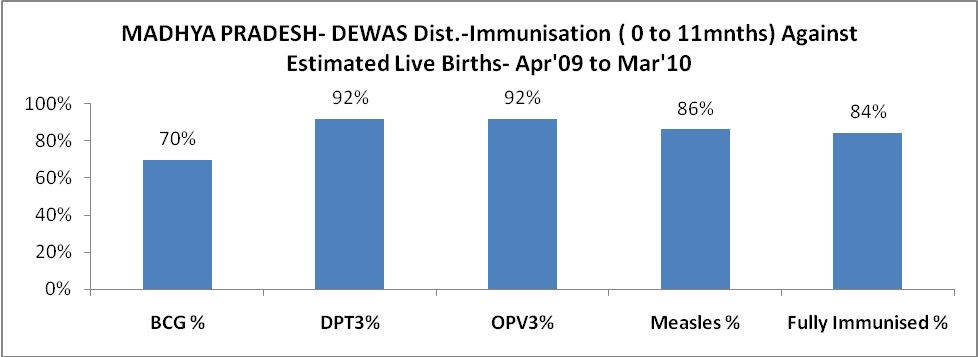 MADHYA PRADESH- DEWAS Dist.-Immunisation ( 0 to 11mnths) Against
Estimated Live Births- Apr'09 to Mar'10
100%
80%
60%
40%
20%
0%
70%
92%
92%
86%
84%
BCG %
DPT3%
OPV3%
Measles %
Fully Immunised %